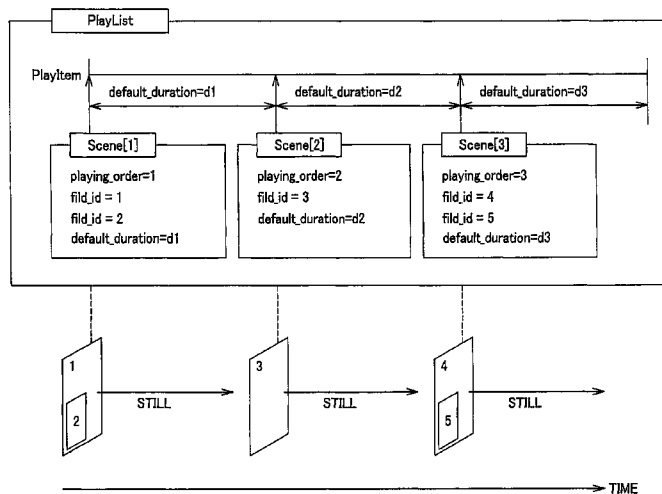 PlayList
PlayItem
default_duration=d1
default_duration=d2
default_duration=d3
Scene[1]
playing_order=1
fild_id = 1
fild_id = 2
default_duration=d1
Scene[2]
playing_order=2
fild_id = 3
default_duration=d2
Scene[3]
playing_order=3
fild_id = 4
fild_id = 5
default_duration=d3
1
2
STILL
3
STILL
4
5
STILL
TIME